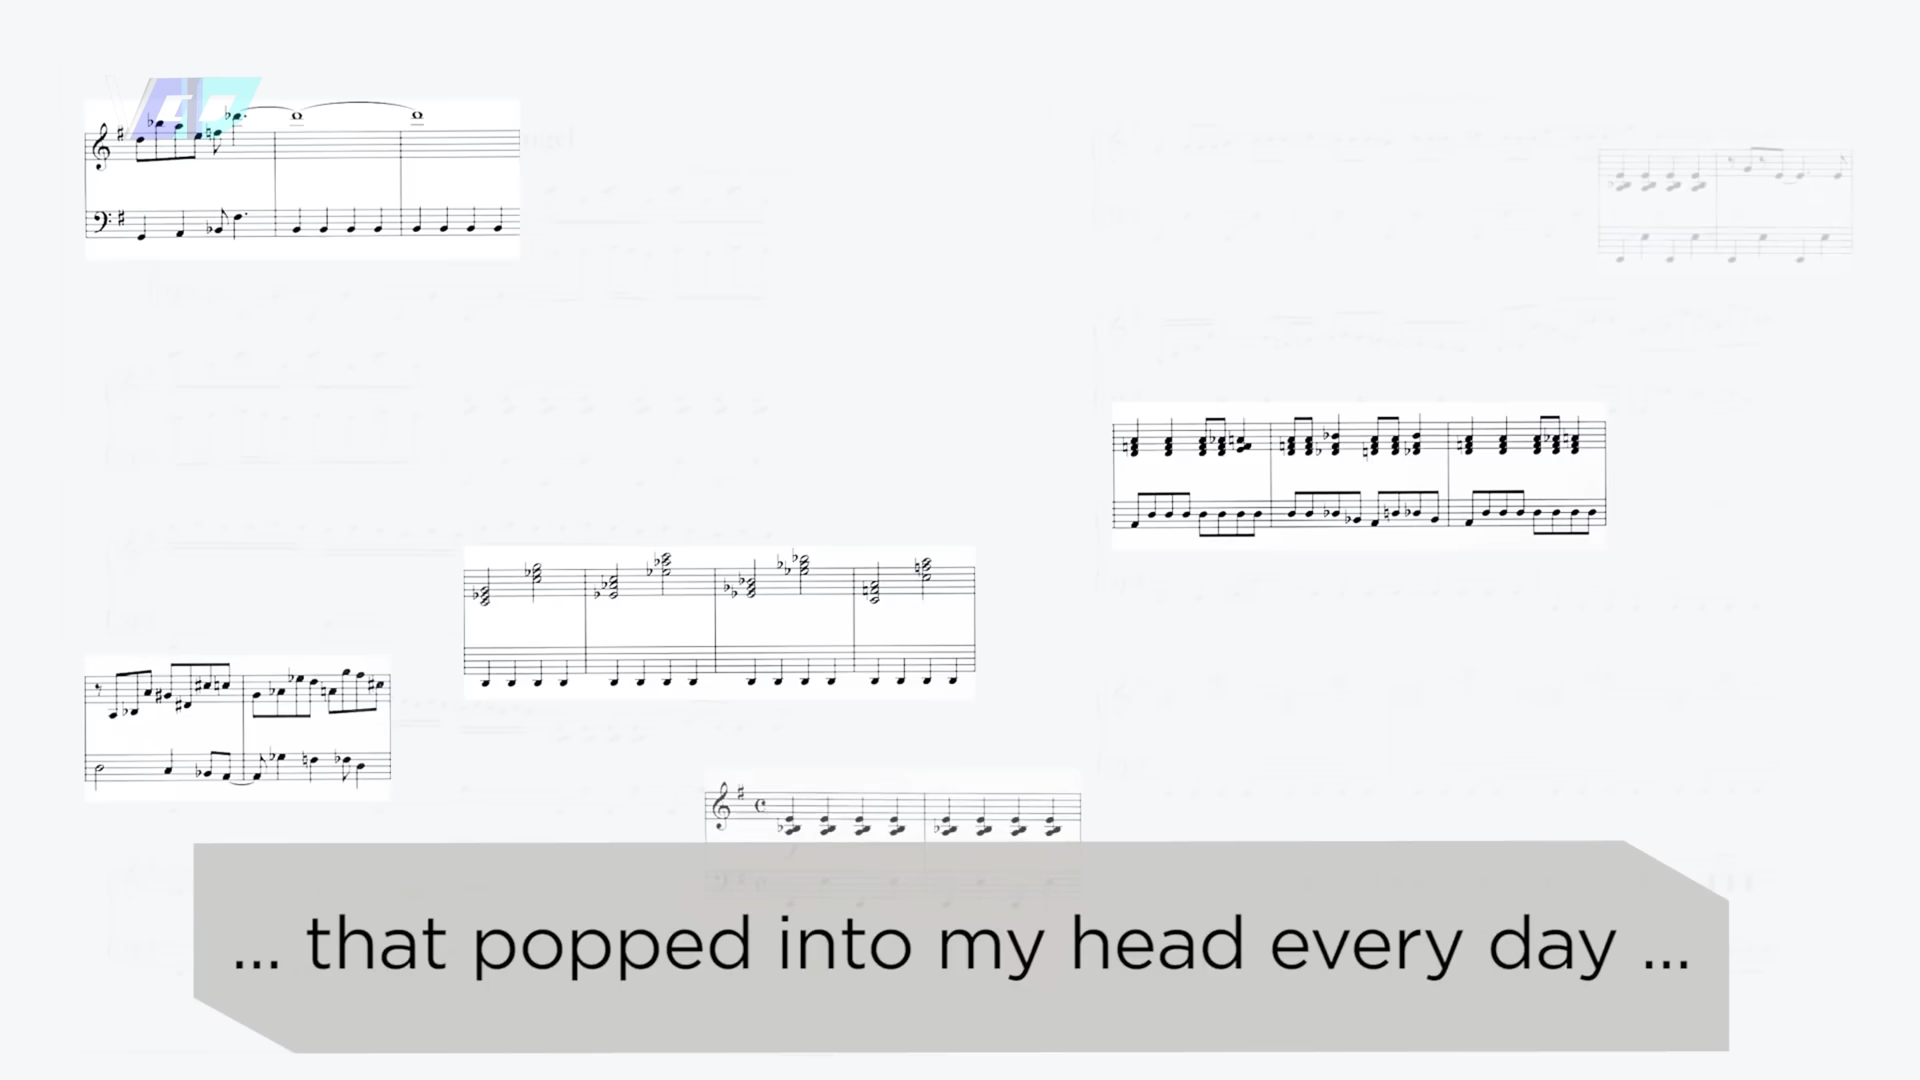 ... that popped into my head every day ...